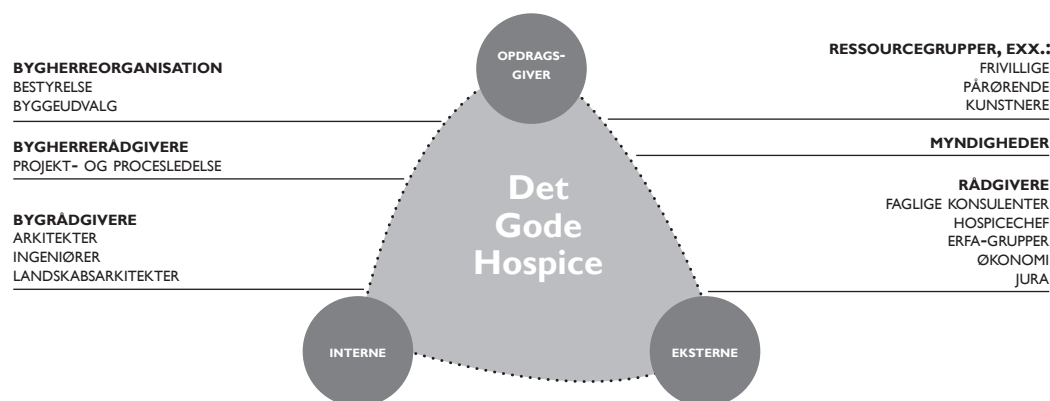 OPDRAGS-
GIVER
BYGHERREORGANISATION
BESTYRELSE
BYGGEUDVALG
BYGHERRERÅDGIVERE
PROJEKT- OG PROCESLEDELSE
BYGRÅDGIVERE
ARKITEKTER
INGENIØRER
LANDSKABSARKITEKTER
Det
Gode
Hospice
RESSOURCEGRUPPER, EXX.:
FRIVILLIGE
PÅRØRENDE
KUNSTNERE
MYNDIGHEDER
RÅDGIVERE
FAGLIGE KONSULENTER
HOSPICECHEF
ERFA-GRUPPER
ØKONOMI
JURA
INTERNE
EKSTERNE